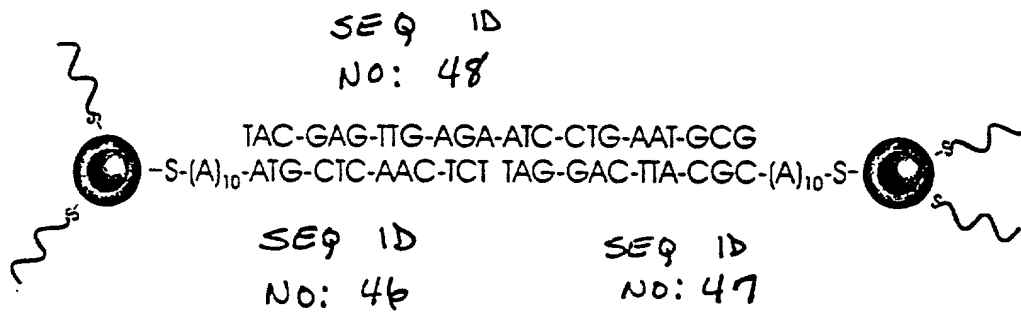 SEQ ID
NO: 48
TAC-GAG-TTG-AGA-ATC-CTG-AAT-GCG
-S-(A)10-ATG-CTC-AAC-TCT TAG-GAC-TTA-CGC-(A)10-S-
S
S
S
S
SEQ ID
NO: 46
SEQ ID
NO: 47